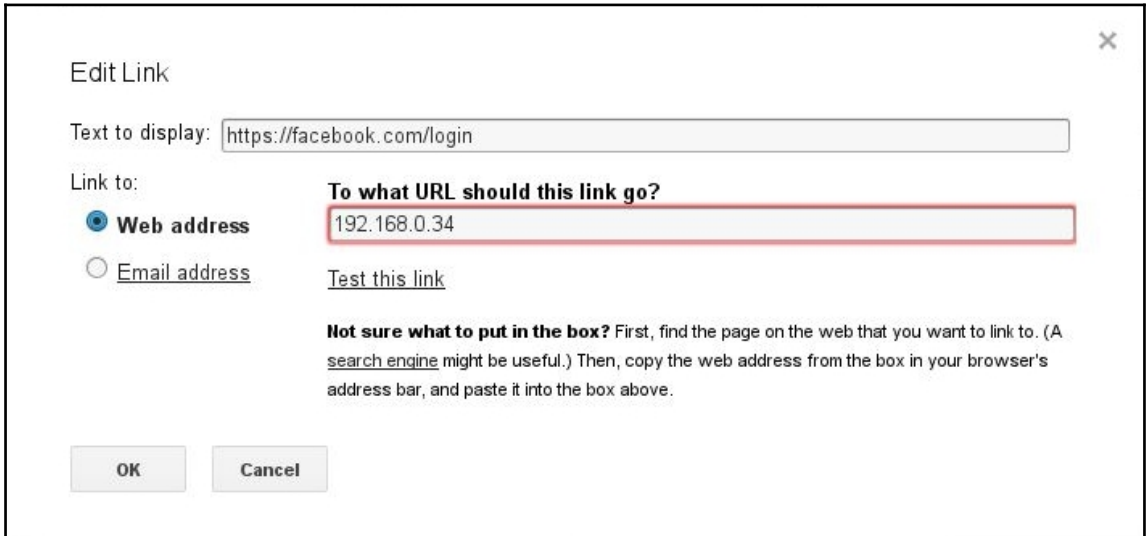 Edit Link
Text to display: https://facebook.com/login
Link to:
To what URL should this link go?
Web address
192.168.0.34
Email address
Test this link
Not sure what to put in the box? First, find the page on the web that you want to link to. (A
search engine might be useful.) Then, copy the web address from the box in your browser's
address bar, and paste it into the box above.
OK
Cancel